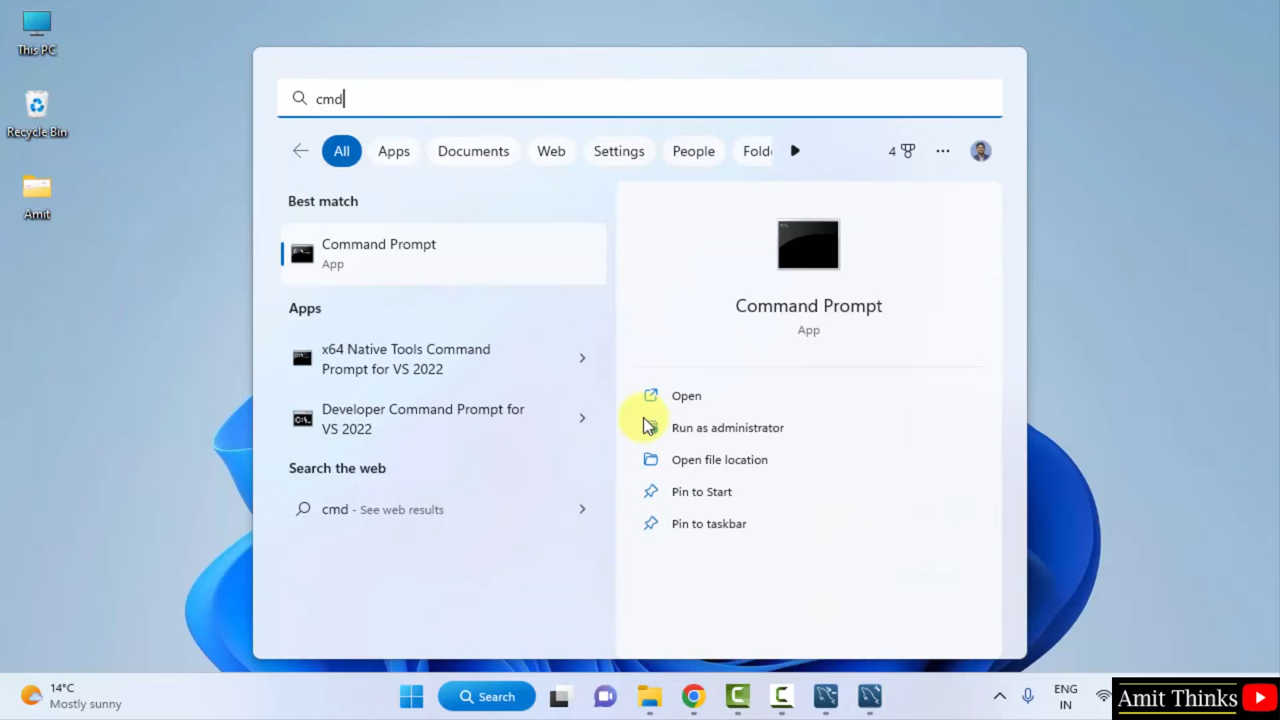 This PC
Recycle Bin
Amit
cmd
All
Apps
Documents
Web
Settings
People
Fold
4
Best match
Command Prompt
App
Apps
x64 Native Tools Command
Prompt for VS 2022
Developer Command Prompt for
VS 2022
Search the web
cmd - See web results
Command Prompt
App
Open
Run as administrator
Open file location
Pin to Start
Pin to taskbar
14°C
Mostly sunny
Search
ENG
IN
Amit Thinks